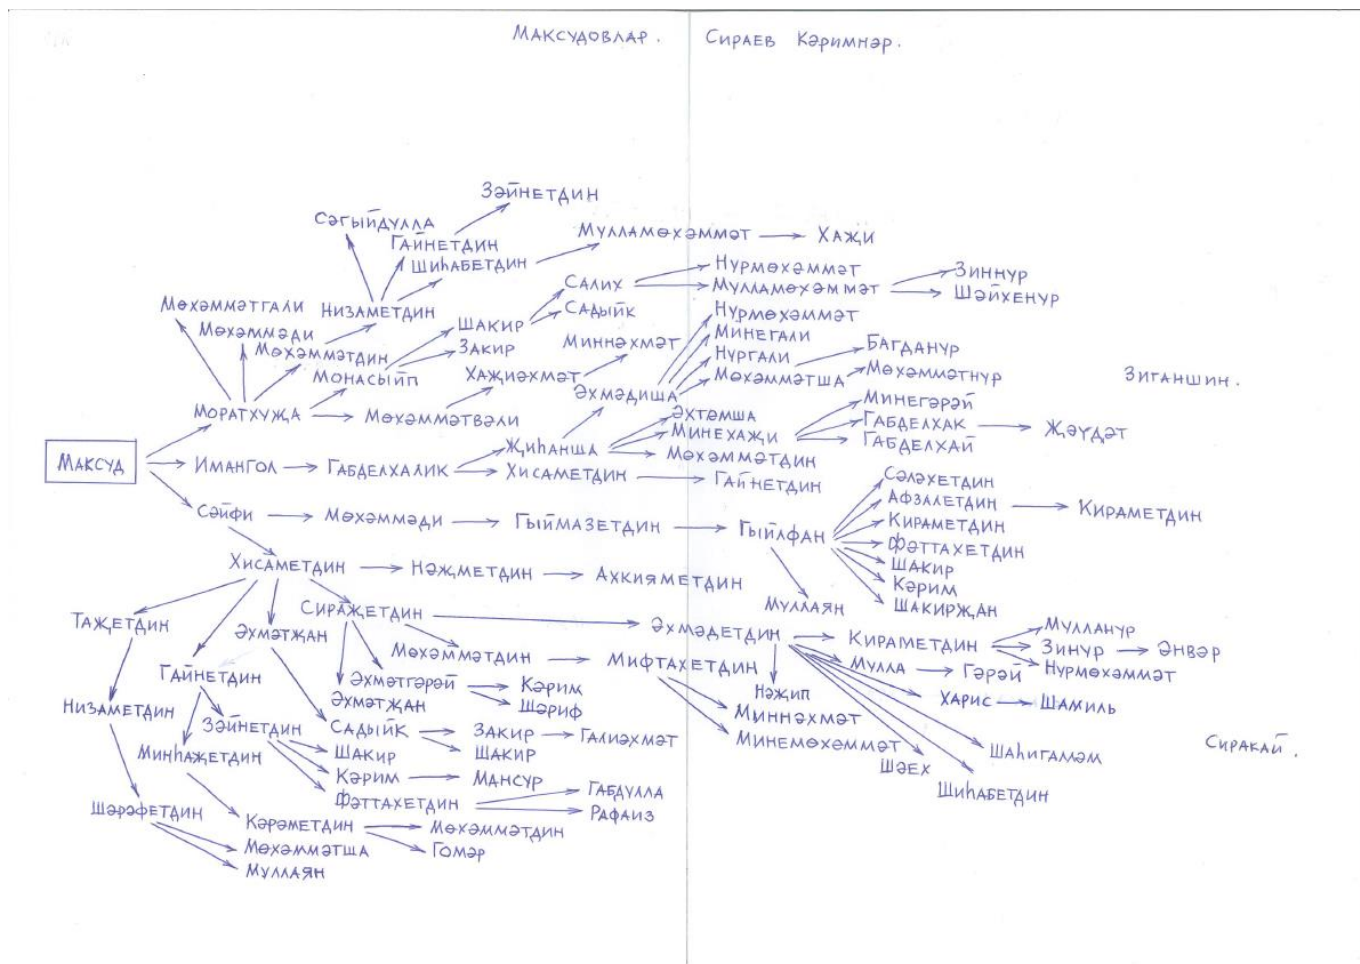 Максудовлар. Сираев Кәримнәр.
Зәйнетдин
Сәгыйдулла
Гайнетдин
Мулламөхәммәт Хаҗи
Шиһабетдин
Нурмөхәммәт Зиннур
Салих Мулламөхәммәт Шәйхенур
Мөхәммәтгали Низаметдин Садыйк Нурмөхәммәт
Мөхәммәди Шакир Минегали
Мөхәммәтдин Закир Миннәхмәт Нургали Багданур
Монасыйп Хаҗиәхмәт Мөхәммәтша Мөхәммәтнур Зиганшин.
Әхмәдиша Минегәрәй
Моратхуҗа Мөхәммәтвәли Әхтәмша Габделхак Җәүдәт
Җиһанша Минехаҗи Габделхай
Мөхәммәтдин
Максуд Имангол Габделхалик Хисаметдин Гайнетдин Сәләхетдин
Афзалетдин Кираметдин
Сәйфи Мөхәммәди Гыймазетдин Гыйлфан Кираметдин
Фәттахетдин
Хисаметдин Нәҗметдин Ахкияметдин Шакир
Кәрим
Муллаян Шакирҗан
Таҗетдин Сираҗетдин Әхмәдетдин Муллануp
Әхмәтҗан Кираметдин Зинур Әнвәр
Мөхәммәтдин Мифтахетдин Мулла Гәрәй Нурмөхәммәт
Гайнетдин Әхмәтгәрәй Кәрим Нәҗип
Әхмәтҗан Шәриф Харис Шамиль
Низаметдин Миннәхмәт
Зәйнетдин Садыйк Закир Галиәхмәт Минемөхәммәт Сиракай.
Минһаҗетдин Шакир Шакир Шаһигаләм
Кәрим Мансур Шәех
Шәрәфетдин Фәттахетдин Габдулла Шиһабетдин
Рафаиз
Кәрәметдин Мөхәммәтдин
Мөхәммәтша Гомәр
Муллаян